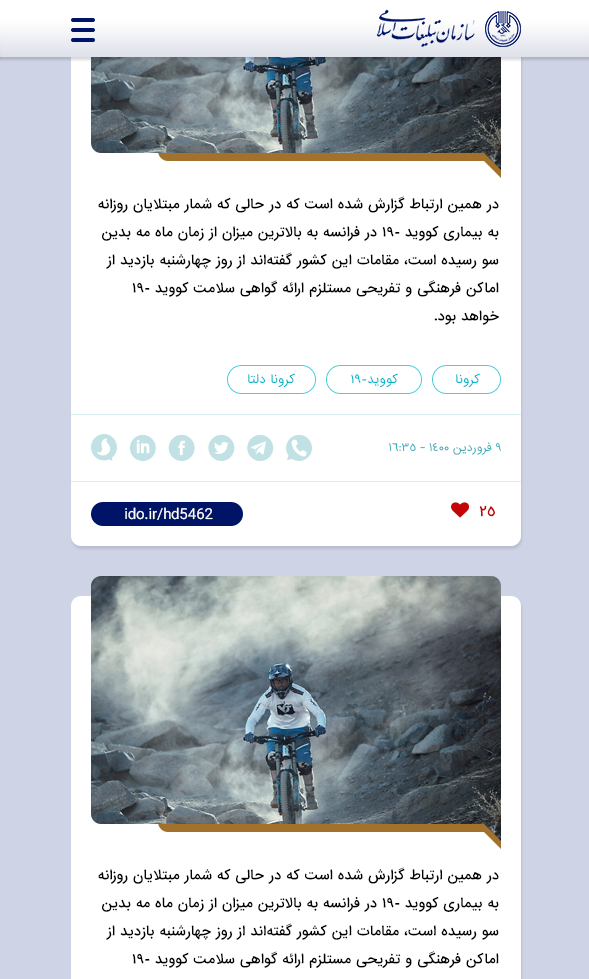 سازمان تبلیغات اسلامی
در همین ارتباط گزارش شده است که در حالی که شمار مبتلایان روزانه
به بیماری کووید -۱۹ در فرانسه به بالاترین میزان از زمان ماه مه بدین
سو رسیده است، مقامات این کشور گفته‌اند از روز چهارشنبه بازدید از
اماکن فرهنگی و تفریحی مستلزم ارائه گواهی سلامت کووید -۱۹
خواهد بود.
کرونا
کووید-۱۹
کرونا دلتا
۹ فروردین ۱٤۰۰ - ۱٦:۳٥
۲٥
ido.ir/hd5462
در همین ارتباط گزارش شده است که در حالی که شمار مبتلایان روزانه
به بیماری کووید -۱۹ در فرانسه به بالاترین میزان از زمان ماه مه بدین
سو رسیده است، مقامات این کشور گفته‌اند از روز چهارشنبه بازدید از
اماکن فرهنگی و تفریحی مستلزم ارائه گواهی سلامت کووید -۱۹